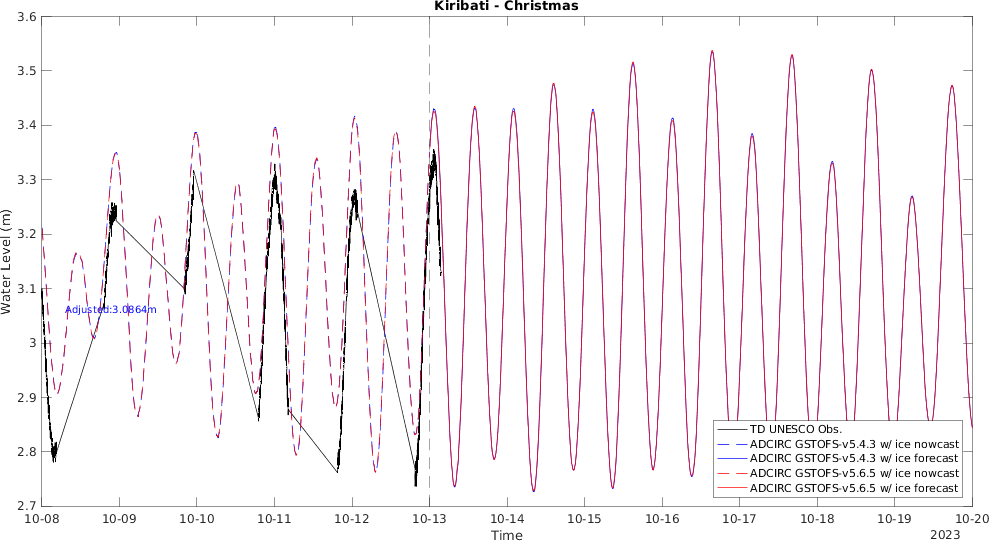 Kiribati - Christmas
3.6
3.5
3.4
3.3
3.2
3.1
3
2.9
2.8
2.7
Water Level (m)
Adjusted:3.0864m
TD UNESCO Obs.
ADCIRC GSTOFS-v5.4.3 w/ ice nowcast
ADCIRC GSTOFS-v5.4.3 w/ ice forecast
ADCIRC GSTOFS-v5.6.5 w/ ice nowcast
ADCIRC GSTOFS-v5.6.5 w/ ice forecast
10-08 10-09 10-10 10-11 10-12 10-13 10-14 10-15 10-16 10-17 10-18 10-19 10-20
Time
2023